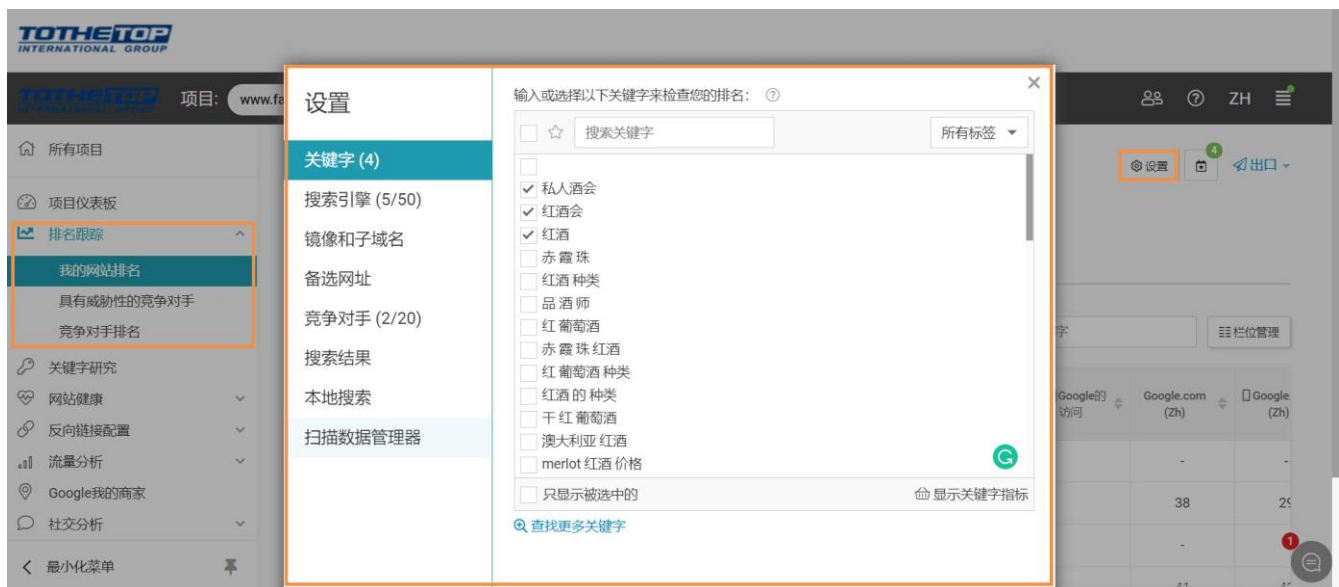 TOTHETOP
INTERNATIONAL GROUP
TOTHETOP
项目: www.fa
ZH
所有项目
项目仪表板
排名跟踪
我的网站排名
具有威胁性的竞争对手
竞争对手排名
关键字研究
网站健康
反向链接配置
流量分析
Google我的商家
社交分析
最小化菜单
设置
关键字 (4)
搜索引擎 (5/50)
镜像和子域名
备选网址
竞争对手 (2/20)
搜索结果
本地搜索
扫描数据管理器
输入或选择以下关键字来检查您的排名:
搜索关键字
所有标签
私人酒会
红酒会
红酒
赤 霞 珠
红酒 种类
品 酒 师
红 葡萄酒
赤 霞 珠 红酒
红 葡萄酒 种类
红酒 的 种类
干 红 葡萄酒
澳大利亚 红酒
merlot 红酒 价格
只显示被选中的
显示关键字指标
查找更多关键字
设置
4
出口
字
栏位管理
Google的
访问
Google.com
(Zh)
Google
(Zh)
-
-
38
29
-
1
41